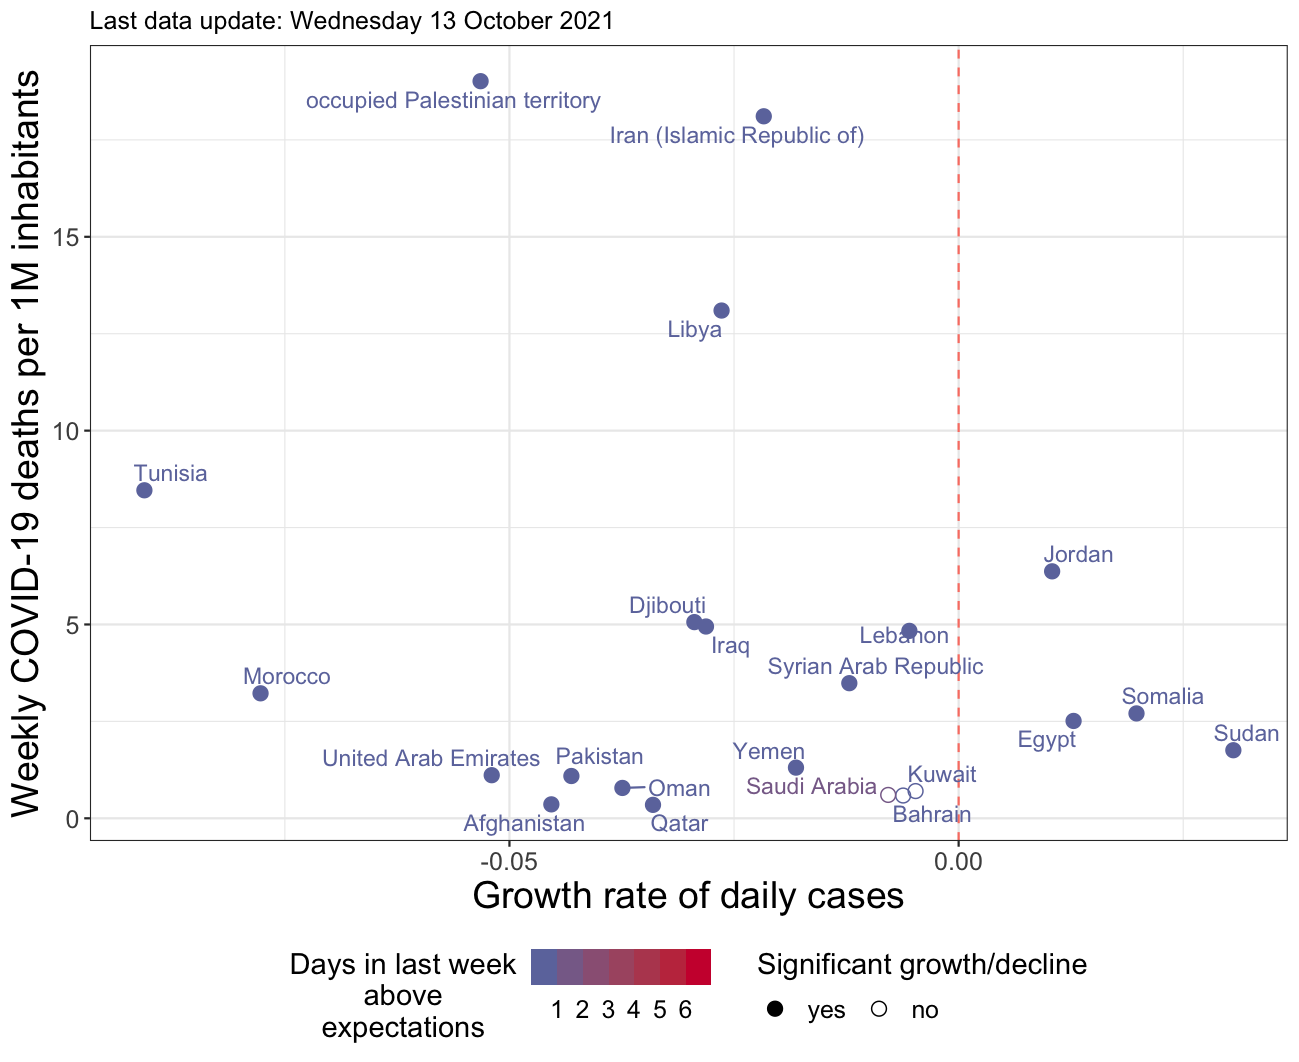 Last data update: Wednesday 13 October 2021
Weekly COVID-19 deaths per 1M inhabitants
occupied Palestinian territory
Iran (Islamic Republic of)
15
Libya
10
Tunisia
Jordan
Djibouti
5
Lebanon
Iraq
Syrian Arab Republic
Morocco
Somalia
Sudan
Egypt
Yemen
United Arab Emirates
Pakistan
Kuwait
Saudi Arabia
Oman
Bahrain
0
Afghanistan
Qatar
-0.05
0.00
Growth rate of daily cases
Days in last week
above
expectations
1 2 3 4 5 6
Significant growth/decline
yes no